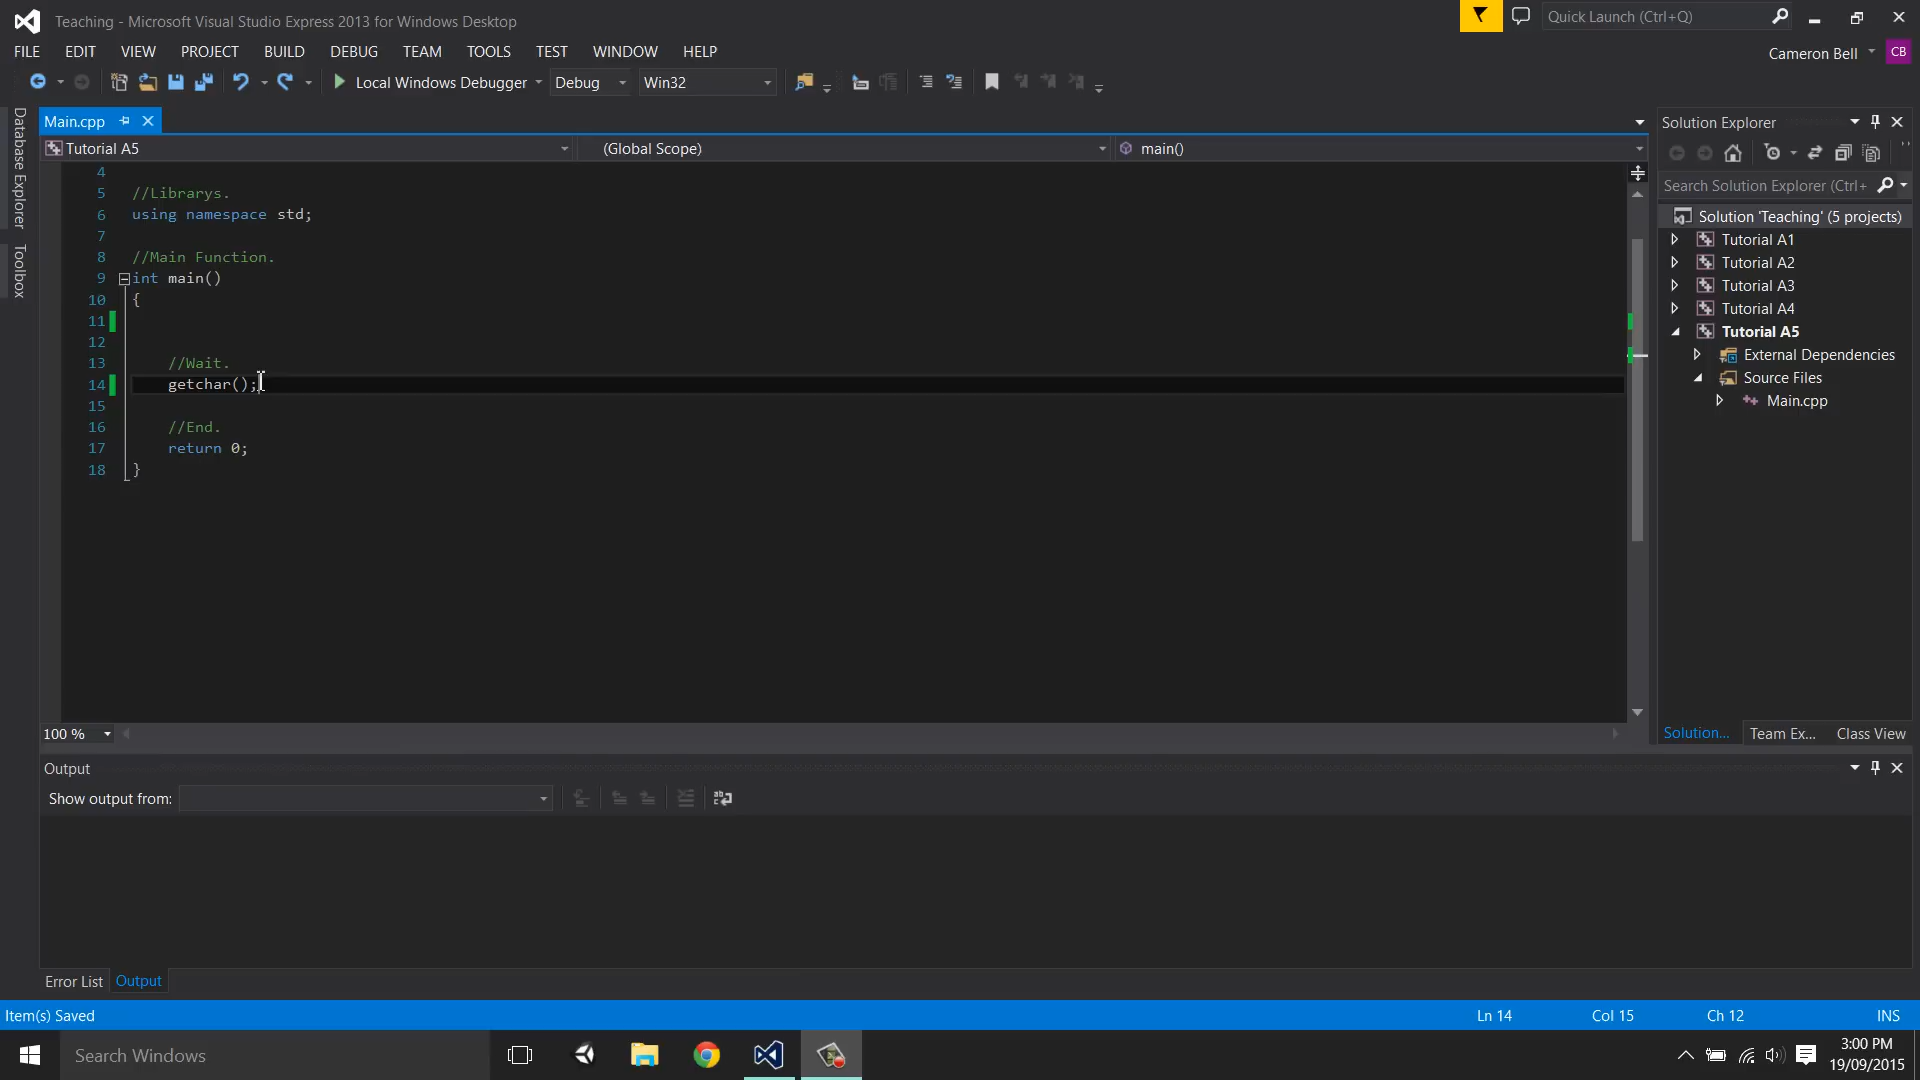 Teaching - Microsoft Visual Studio Express 2013 for Windows Desktop
Quick Launch (Ctrl+Q)
FILE EDIT VIEW PROJECT BUILD DEBUG TEAM TOOLS TEST WINDOW HELP
Cameron Bell CB
Local Windows Debugger Debug Win32
Database Explorer
Toolbox
Main.cpp
Tutorial A5 (Global Scope) main()
4
5 //Librarys.
6 using namespace std;
7
8 //Main Function.
9 int main()
10 {
11
12
13 //Wait.
14 getchar();
15
16 //End.
17 return 0;
18 }
100 %
Solution Explorer
Search Solution Explorer (Ctrl+
Solution 'Teaching' (5 projects)
Tutorial A1
Tutorial A2
Tutorial A3
Tutorial A4
Tutorial A5
External Dependencies
Source Files
Main.cpp
Solution... Team Ex... Class View
Output
Show output from:
Error List Output
Item(s) Saved Ln 14 Col 15 Ch 12 INS
Search Windows
3:00 PM
19/09/2015